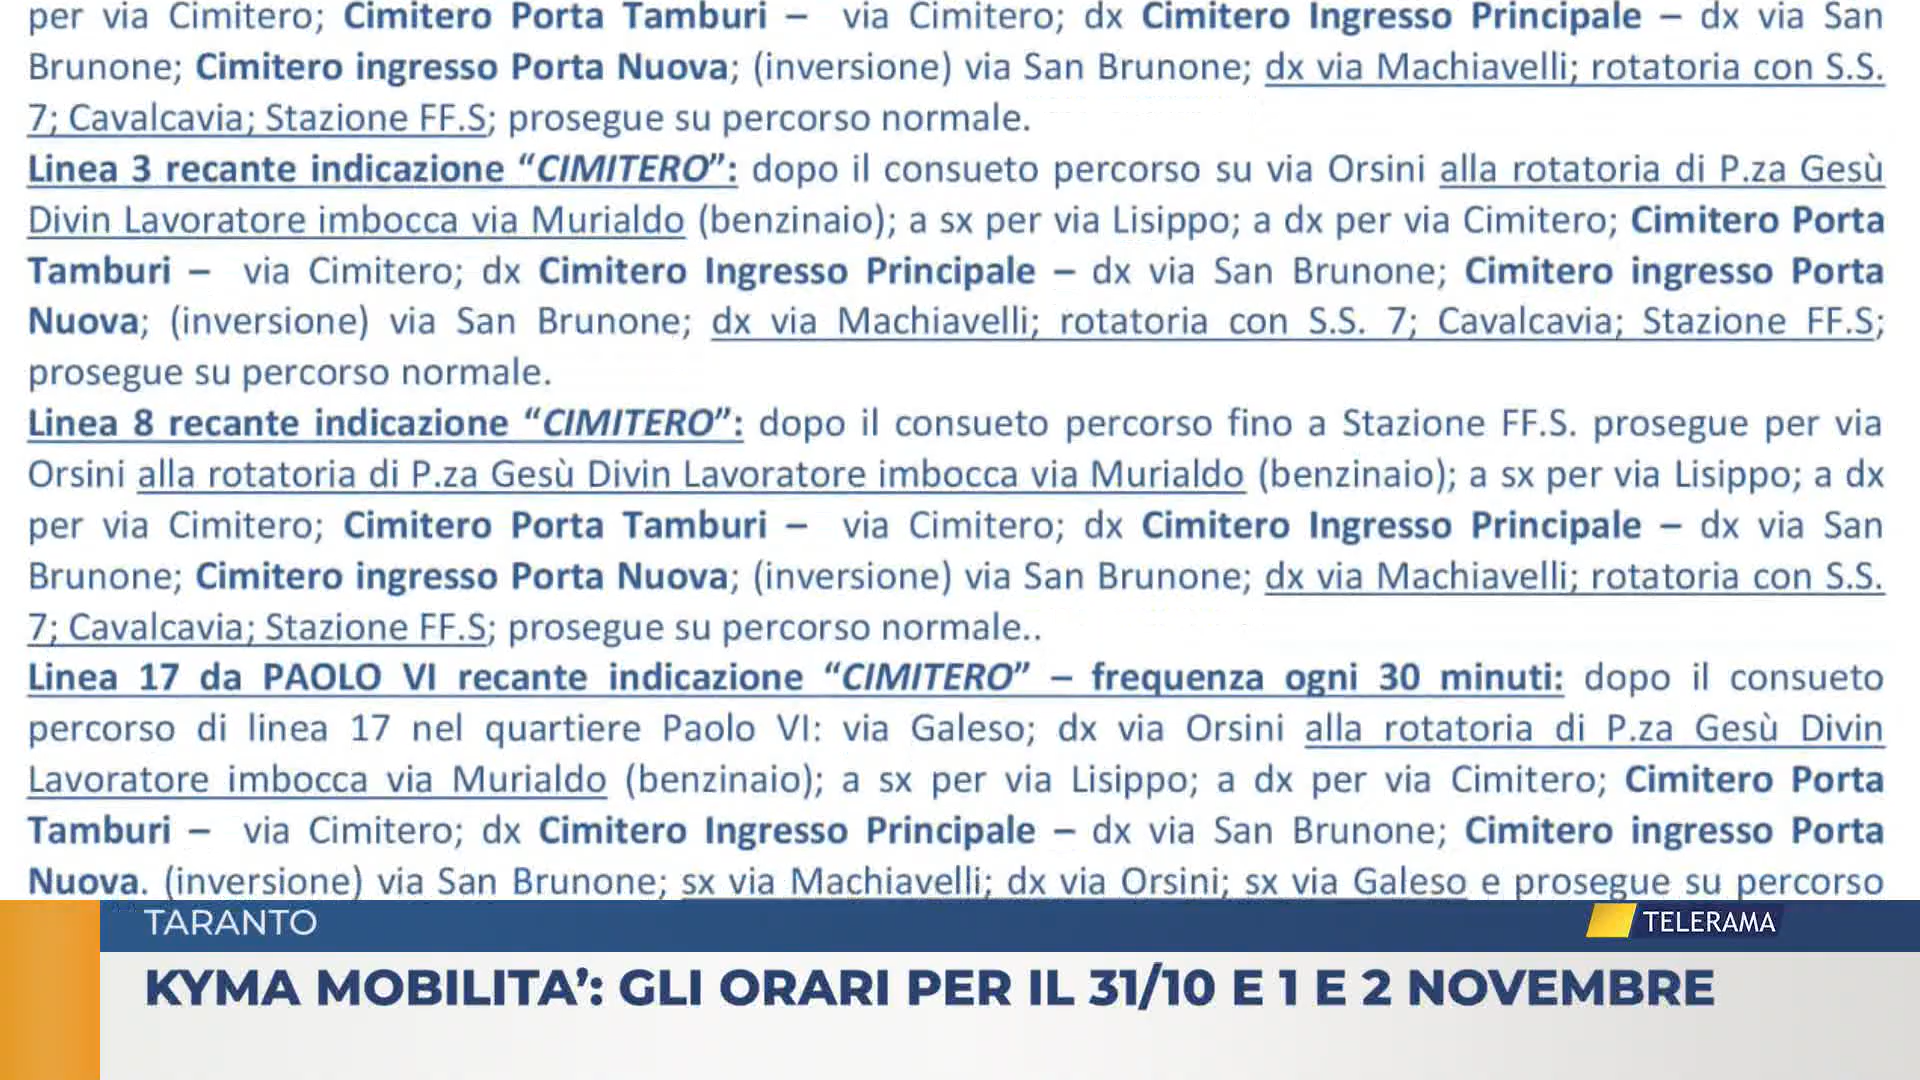 per via Cimitero; Cimitero Porta Tamburi – via Cimitero; dx Cimitero Ingresso Principale – dx via San
Brunone; Cimitero ingresso Porta Nuova; (inversione) via San Brunone; dx via Machiavelli; rotatoria con S.S.
7; Cavalcavia; Stazione FF.S; prosegue su percorso normale.
Linea 3 recante indicazione “CIMITERO”: dopo il consueto percorso su via Orsini alla rotatoria di P.za Gesù
Divin Lavoratore imbocca via Murialdo (benzinaio); a sx per via Lisippo; a dx per via Cimitero; Cimitero Porta
Tamburi – via Cimitero; dx Cimitero Ingresso Principale – dx via San Brunone; Cimitero ingresso Porta
Nuova; (inversione) via San Brunone; dx via Machiavelli; rotatoria con S.S. 7; Cavalcavia; Stazione FF.S;
prosegue su percorso normale.
Linea 8 recante indicazione “CIMITERO”: dopo il consueto percorso fino a Stazione FF.S. prosegue per via
Orsini alla rotatoria di P.za Gesù Divin Lavoratore imbocca via Murialdo (benzinaio); a sx per via Lisippo; a dx
per via Cimitero; Cimitero Porta Tamburi – via Cimitero; dx Cimitero Ingresso Principale – dx via San
Brunone; Cimitero ingresso Porta Nuova; (inversione) via San Brunone; dx via Machiavelli; rotatoria con S.S.
7; Cavalcavia; Stazione FF.S; prosegue su percorso normale..
Linea 17 da PAOLO VI recante indicazione “CIMITERO” – frequenza ogni 30 minuti: dopo il consueto
percorso di linea 17 nel quartiere Paolo VI: via Galeso; dx via Orsini alla rotatoria di P.za Gesù Divin
Lavoratore imbocca via Murialdo (benzinaio); a sx per via Lisippo; a dx per via Cimitero; Cimitero Porta
Tamburi – via Cimitero; dx Cimitero Ingresso Principale – dx via San Brunone; Cimitero ingresso Porta
Nuova. (inversione) via San Brunone; sx via Machiavelli; dx via Orsini; sx via Galeso e prosegue su percorso
TARANTO
TELERAMA
KYMA MOBILITA’: GLI ORARI PER IL 31/10 E 1 E 2 NOVEMBRE